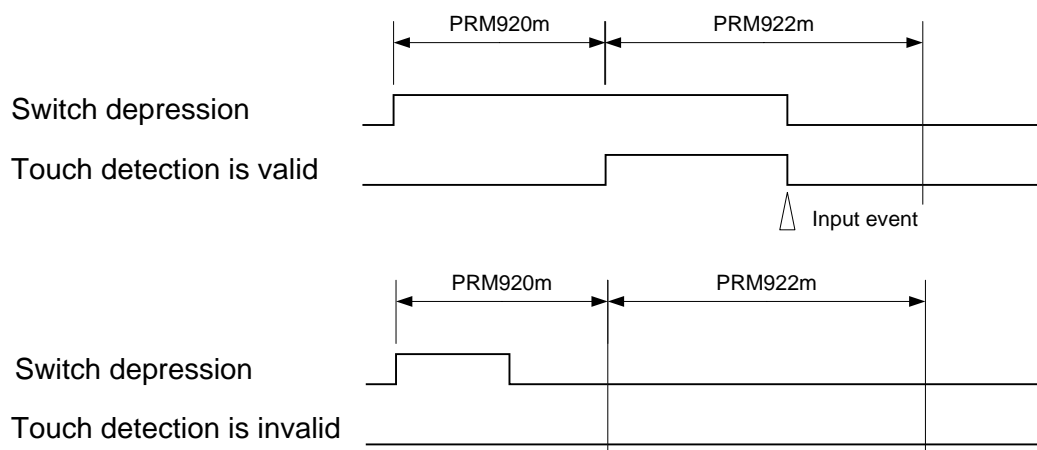 PRM920m PRM922m
Switch depression
Touch detection is valid
Input event
PRM920m PRM922m
Switch depression
Touch detection is invalid